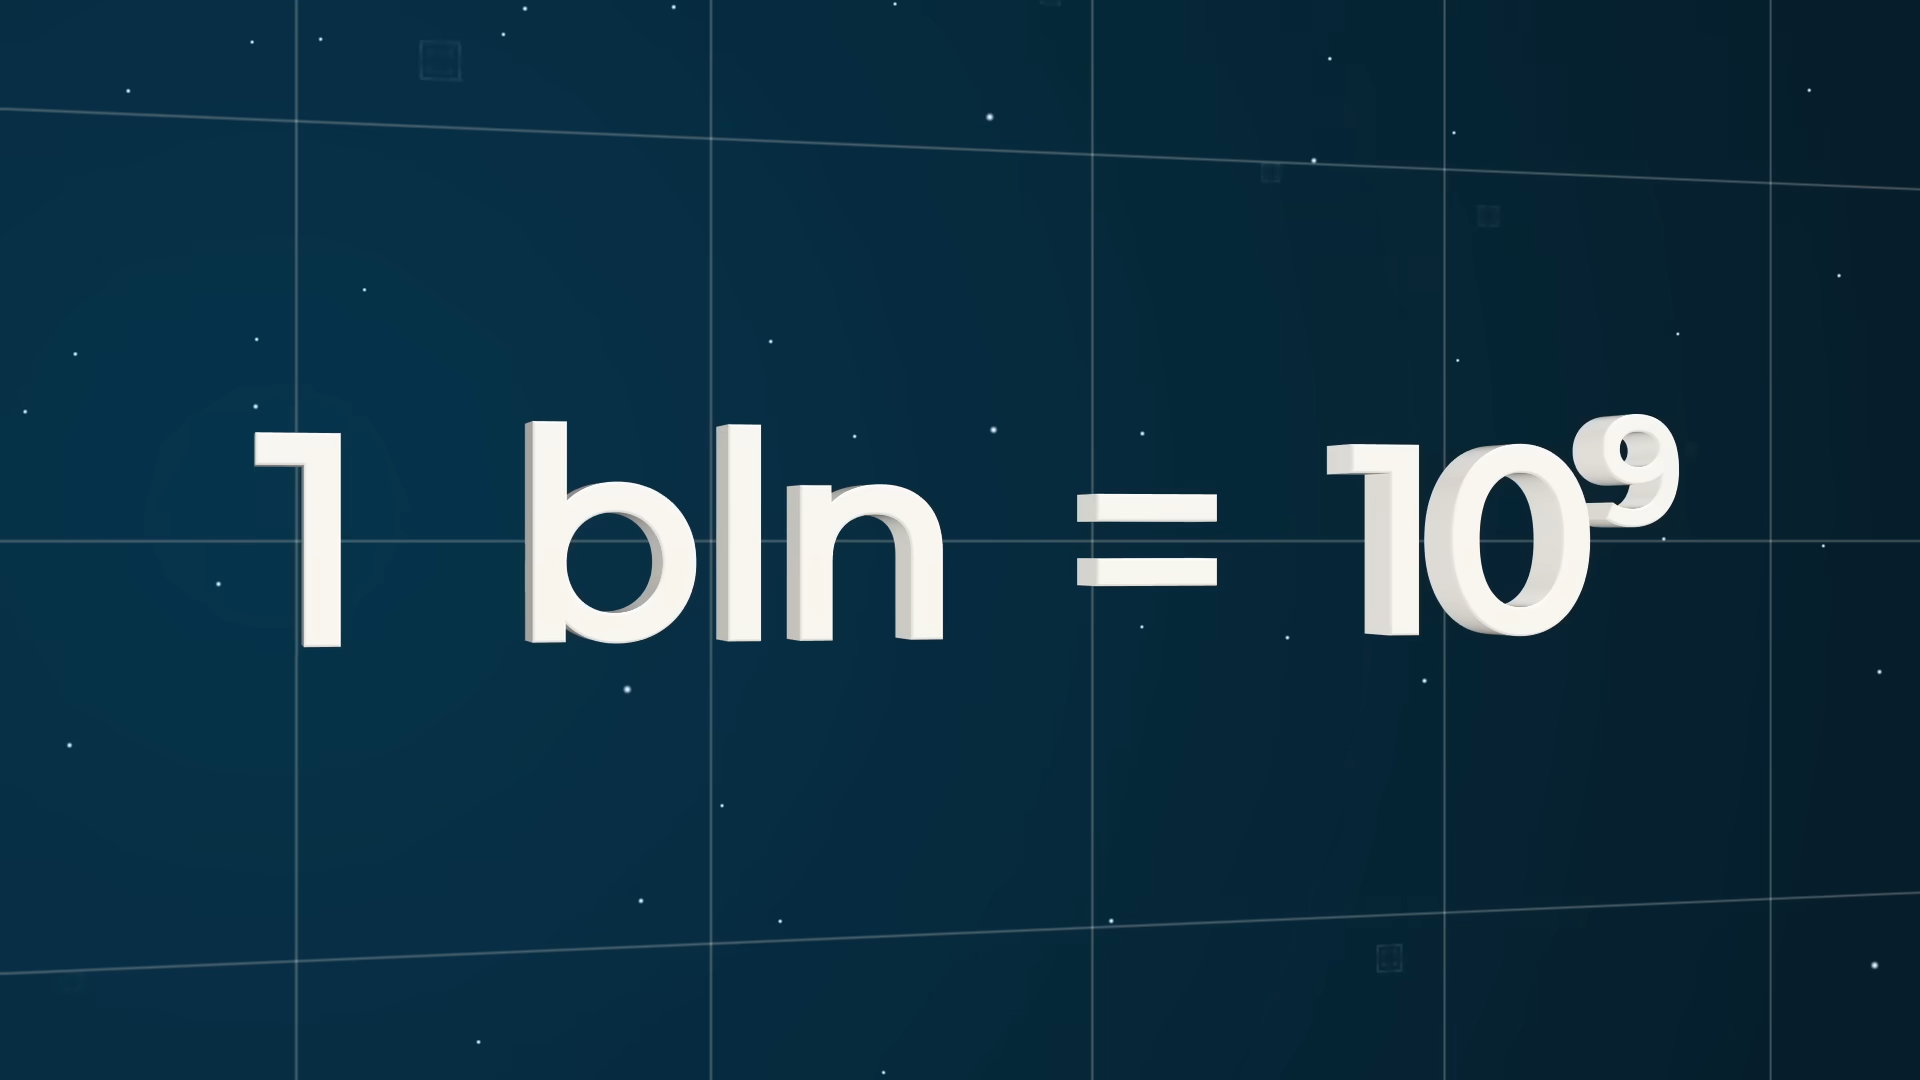 1 bln = 10⁹